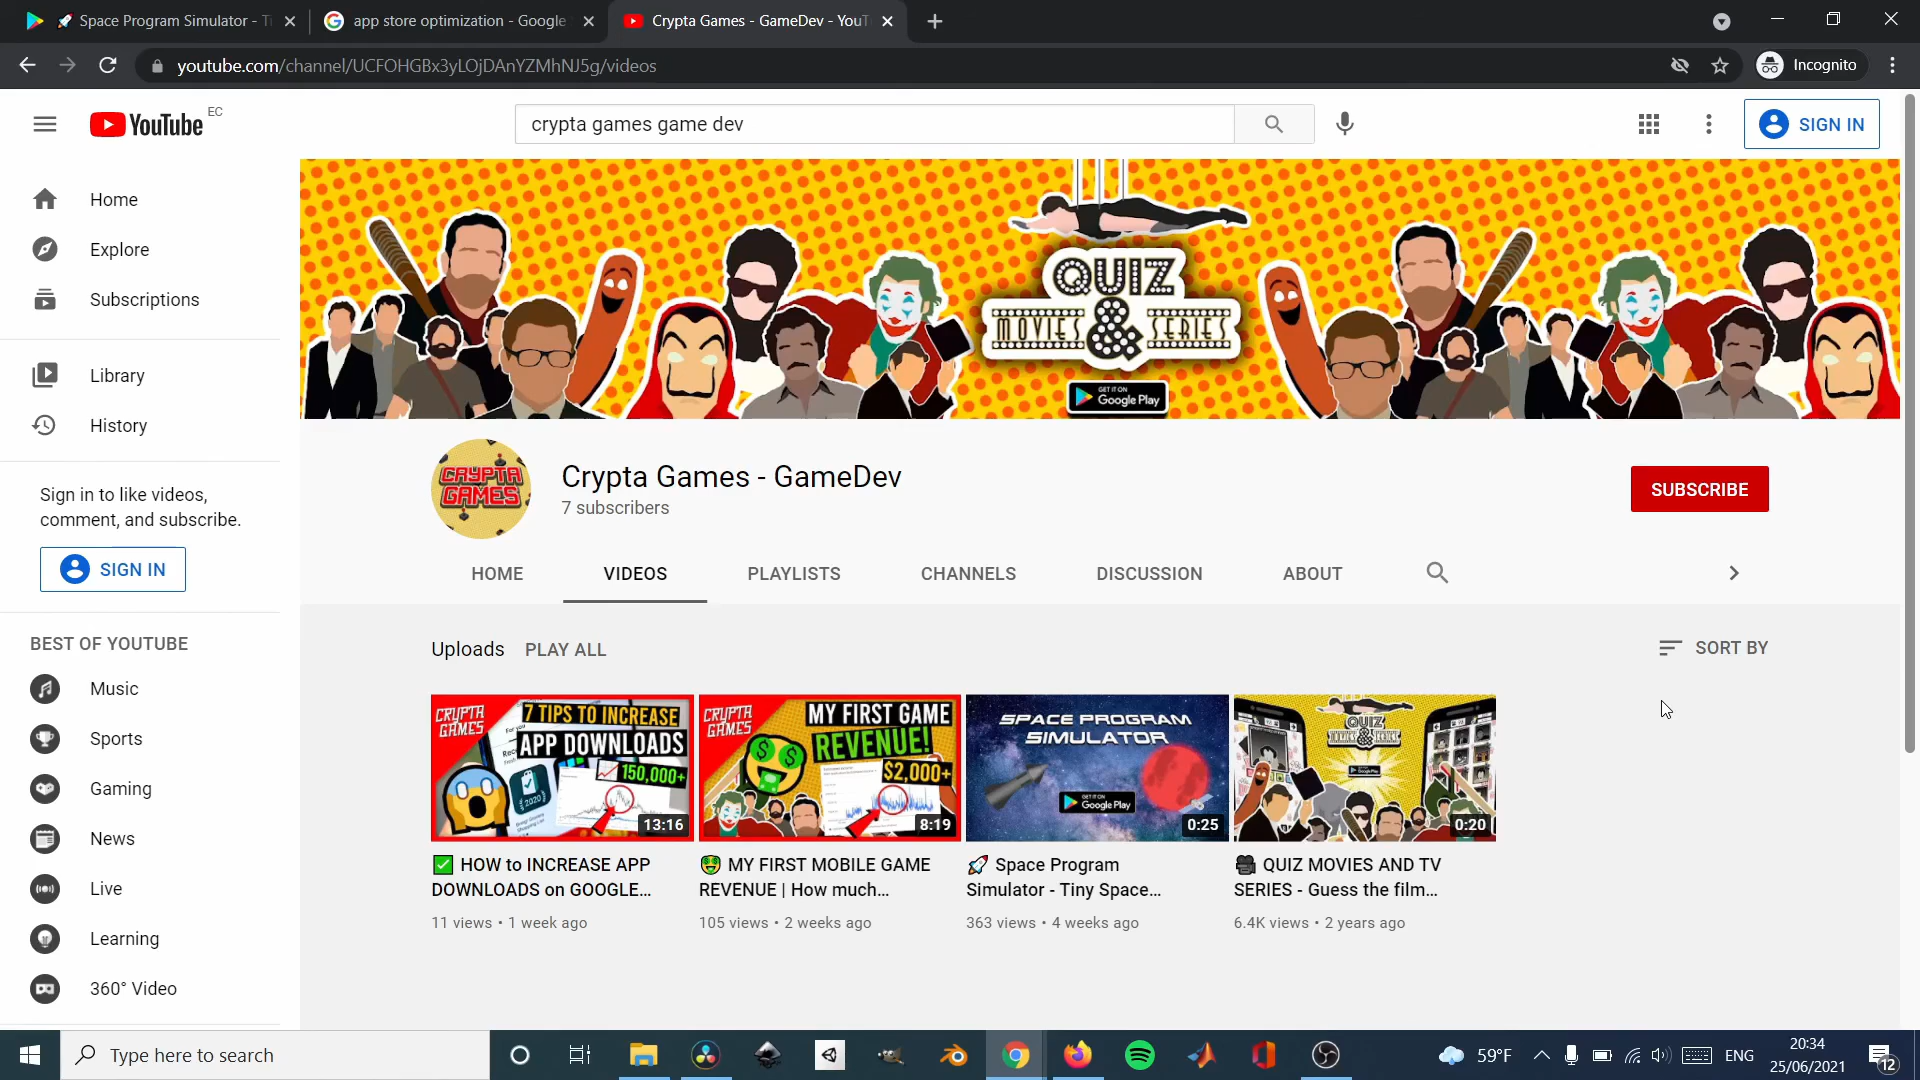 Space Program Simulator - Ti
app store optimization - Google
Crypta Games - GameDev - YouT
youtube.com/channel/UCFOHGBx3yLOjDAnYZMhNJ5g/videos
Incognito
YouTube EC
crypta games game dev
SIGN IN
Home
Explore
Subscriptions
Library
History
Sign in to like videos,
comment, and subscribe.
SIGN IN
BEST OF YOUTUBE
Music
Sports
Gaming
News
Live
Learning
360° Video
QUIZ
MOVIES & SERIES
GET IT ON
Google Play
CRYPTA
GAMES
Crypta Games - GameDev
7 subscribers
SUBSCRIBE
HOME
VIDEOS
PLAYLISTS
CHANNELS
DISCUSSION
ABOUT
Uploads
PLAY ALL
SORT BY
CRYPTA
GAMES
7 TIPS TO INCREASE
APP DOWNLOADS
150,000+
2020
13:16
✅ HOW to INCREASE APP
DOWNLOADS on GOOGLE...
11 views • 1 week ago
CRYPTA
GAMES
MY FIRST GAME
REVENUE!
$2,000+
8:19
🤑 MY FIRST MOBILE GAME
REVENUE | How much...
105 views • 2 weeks ago
SPACE PROGRAM
SIMULATOR
GET IT ON
Google Play
0:25
🚀 Space Program
Simulator - Tiny Space...
363 views • 4 weeks ago
QUIZ
0:20
🎥 QUIZ MOVIES AND TV
SERIES - Guess the film...
6.4K views • 2 years ago
Type here to search
59°F
ENG
20:34
25/06/2021
12